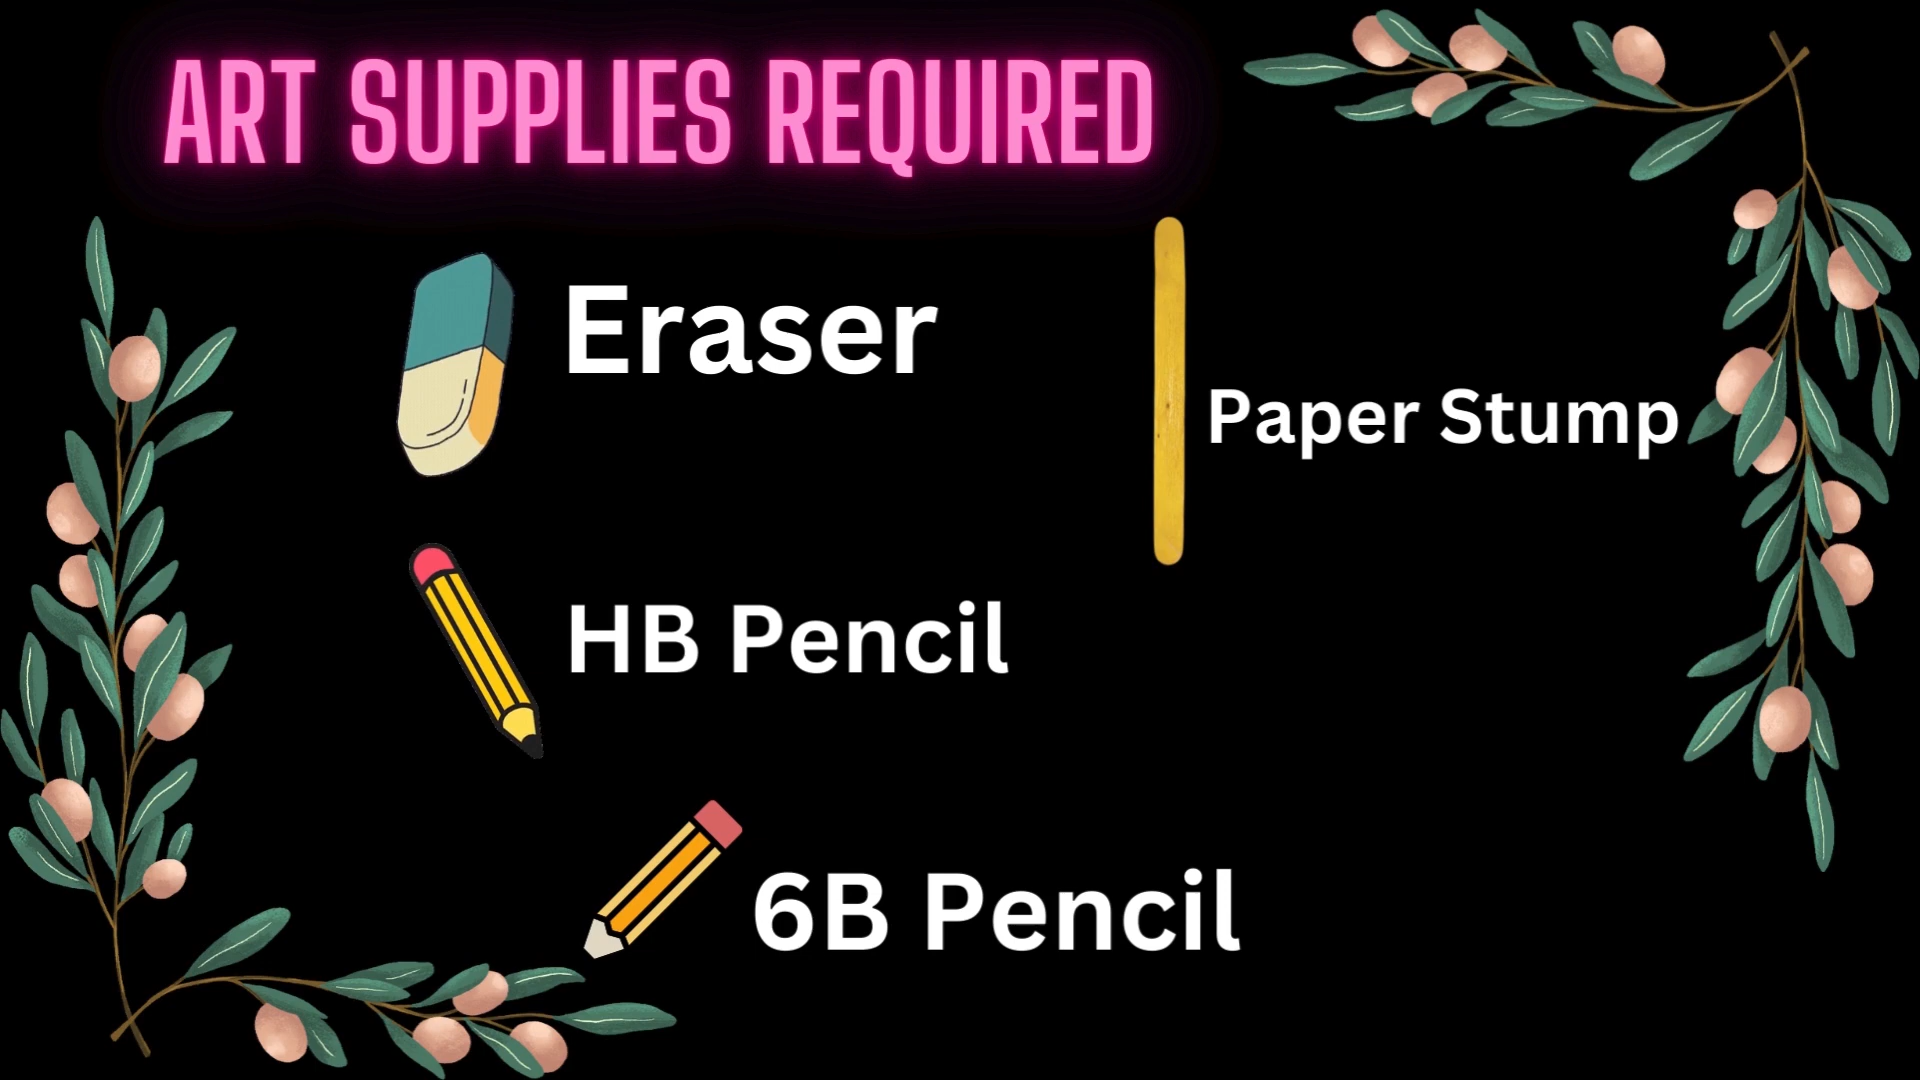 ART SUPPLIES REQUIRED
Eraser
Paper Stump
HB Pencil
6B Pencil